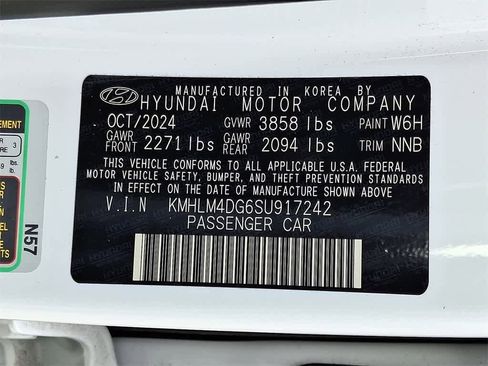 MANUFACTURED IN KOREA BY
HYUNDAI MOTOR COMPANY
OCT/2024 GVWR 3858 lbs PAINT W6H
GAWR FRONT 2271 lbs GAWR REAR 2094 lbs TRIM NNB
THIS VEHICLE CONFORMS TO ALL APPLICABLE U.S.A. FEDERAL
MOTOR VEHICLE SAFETY, BUMPER, AND THEFT PREVENTION
STANDARDS IN EFFECT ON THE DATE OF MANUFACTURE SHOWN ABOVE.
V.I.N KMHLM4DG6SU917242
PASSENGER CAR
EMENT
R 3
N57